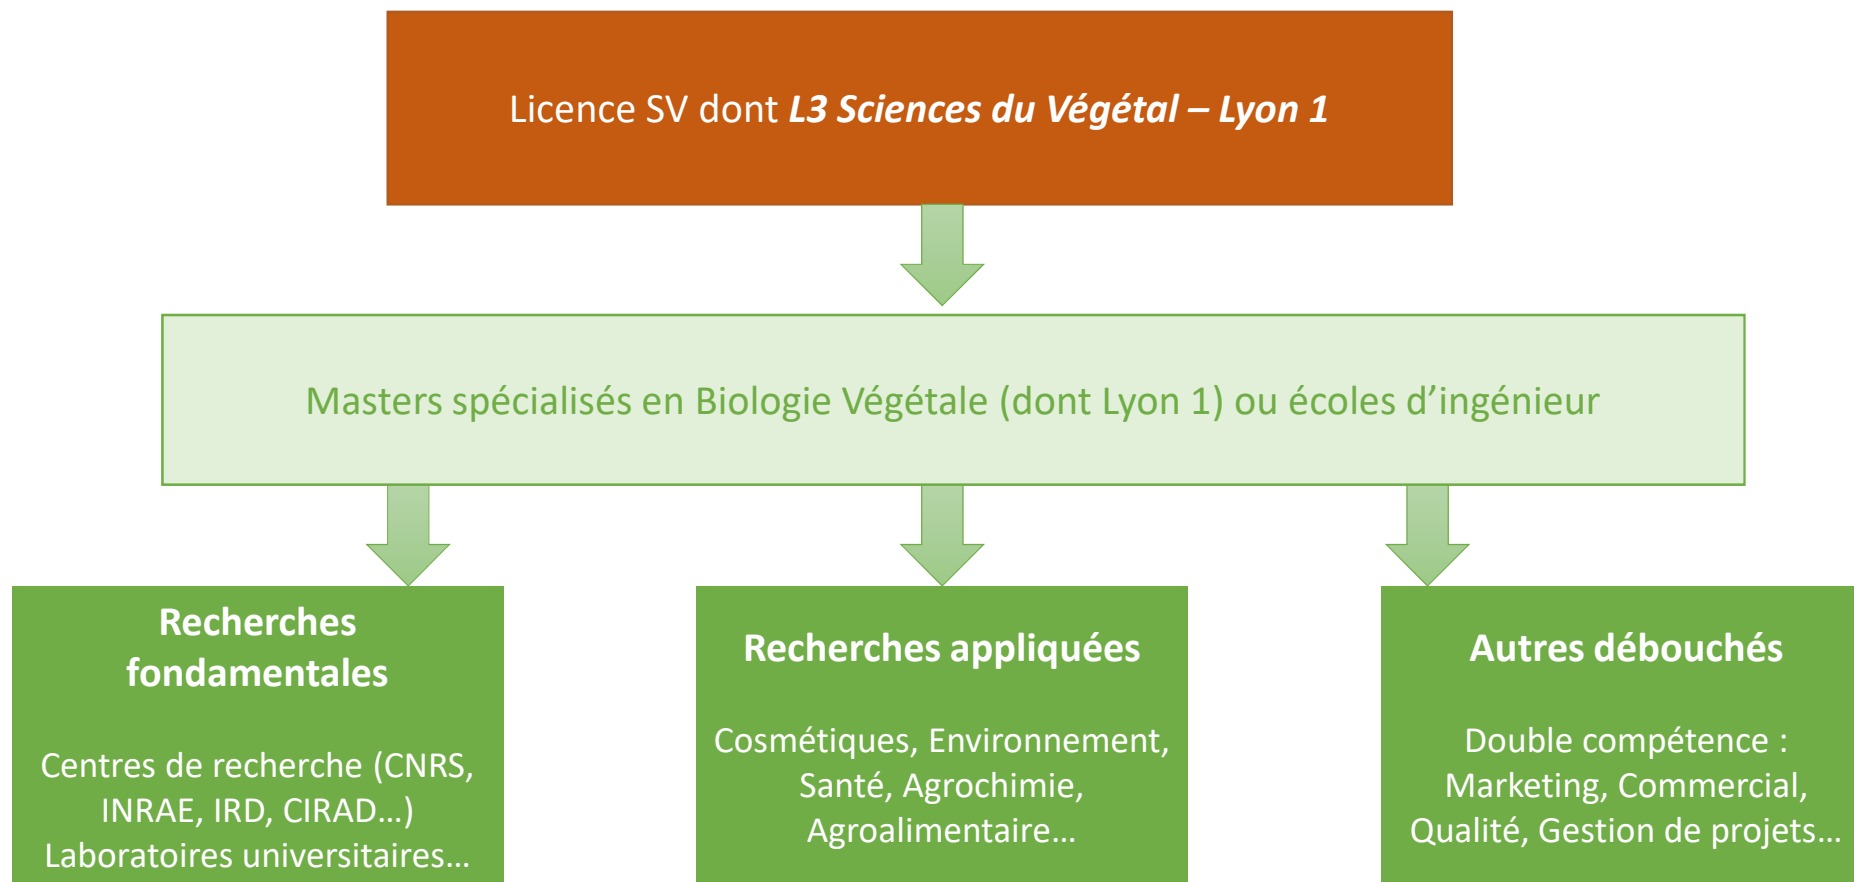 Licence SV dont L3 Sciences du Végétal – Lyon 1
Masters spécialisés en Biologie Végétale (dont Lyon 1) ou écoles d’ingénieur
Recherches
fondamentales
Centres de recherche (CNRS,
INRAE, IRD, CIRAD…)
Laboratoires universitaires…
Recherches appliquées
Cosmétiques, Environnement,
Santé, Agrochimie,
Agroalimentaire…
Autres débouchés
Double compétence :
Marketing, Commercial,
Qualité, Gestion de projets…